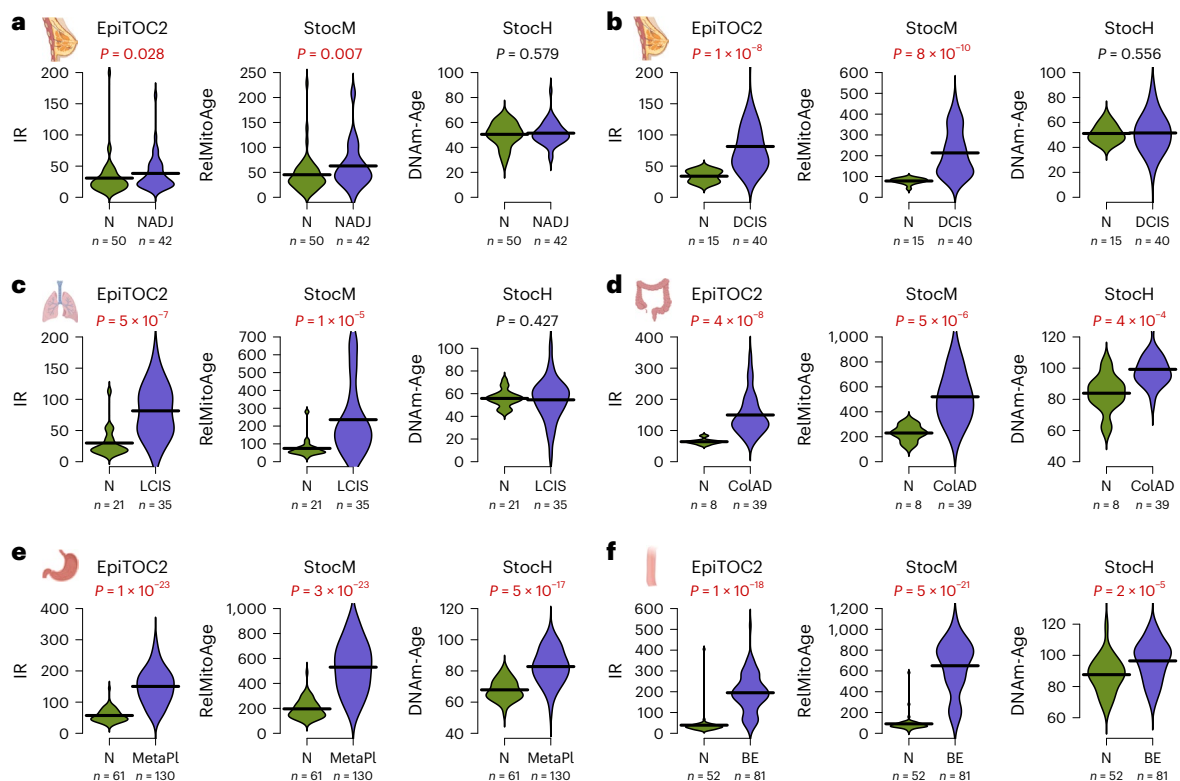 a
EpiTOC2
StocM
StocH
P = 0.028
P = 0.007
P = 0.579
IR
200
150
100
50
0
RelMitoAge
250
200
150
100
50
0
DNAm-Age
100
80
60
40
20
0
N NADJ
N NADJ
N NADJ
n = 50 n = 42
n = 50 n = 42
n = 50 n = 42
b
EpiTOC2
StocM
StocH
P = 1 × 10⁻⁸
P = 8 × 10⁻¹⁰
P = 0.556
IR
200
150
100
50
0
RelMitoAge
600
500
400
300
200
100
0
DNAm-Age
100
80
60
40
20
0
N DCIS
N DCIS
N DCIS
n = 15 n = 40
n = 15 n = 40
n = 15 n = 40
c
EpiTOC2
StocM
StocH
P = 5 × 10⁻⁷
P = 1 × 10⁻⁵
P = 0.427
IR
200
150
100
50
0
RelMitoAge
700
600
500
400
300
200
100
0
DNAm-Age
100
80
60
40
20
0
N LCIS
N LCIS
N LCIS
n = 21 n = 35
n = 21 n = 35
n = 21 n = 35
d
EpiTOC2
StocM
StocH
P = 4 × 10⁻⁸
P = 5 × 10⁻⁶
P = 4 × 10⁻⁴
IR
400
300
200
100
0
RelMitoAge
1,000
800
600
400
200
0
DNAm-Age
120
100
80
60
40
N ColAD
N ColAD
N ColAD
n = 8 n = 39
n = 8 n = 39
n = 8 n = 39
e
EpiTOC2
StocM
StocH
P = 1 × 10⁻²³
P = 3 × 10⁻²³
P = 5 × 10⁻¹⁷
IR
400
300
200
100
0
RelMitoAge
1,000
800
600
400
200
0
DNAm-Age
120
100
80
60
40
N MetaPl
N MetaPl
N MetaPl
n = 61 n = 130
n = 61 n = 130
n = 61 n = 130
f
EpiTOC2
StocM
StocH
P = 1 × 10⁻¹⁸
P = 5 × 10⁻²¹
P = 2 × 10⁻⁵
IR
600
500
400
300
200
100
0
RelMitoAge
1,200
1,000
800
600
400
200
0
DNAm-Age
120
100
80
60
N BE
N BE
N BE
n = 52 n = 81
n = 52 n = 81
n = 52 n = 81